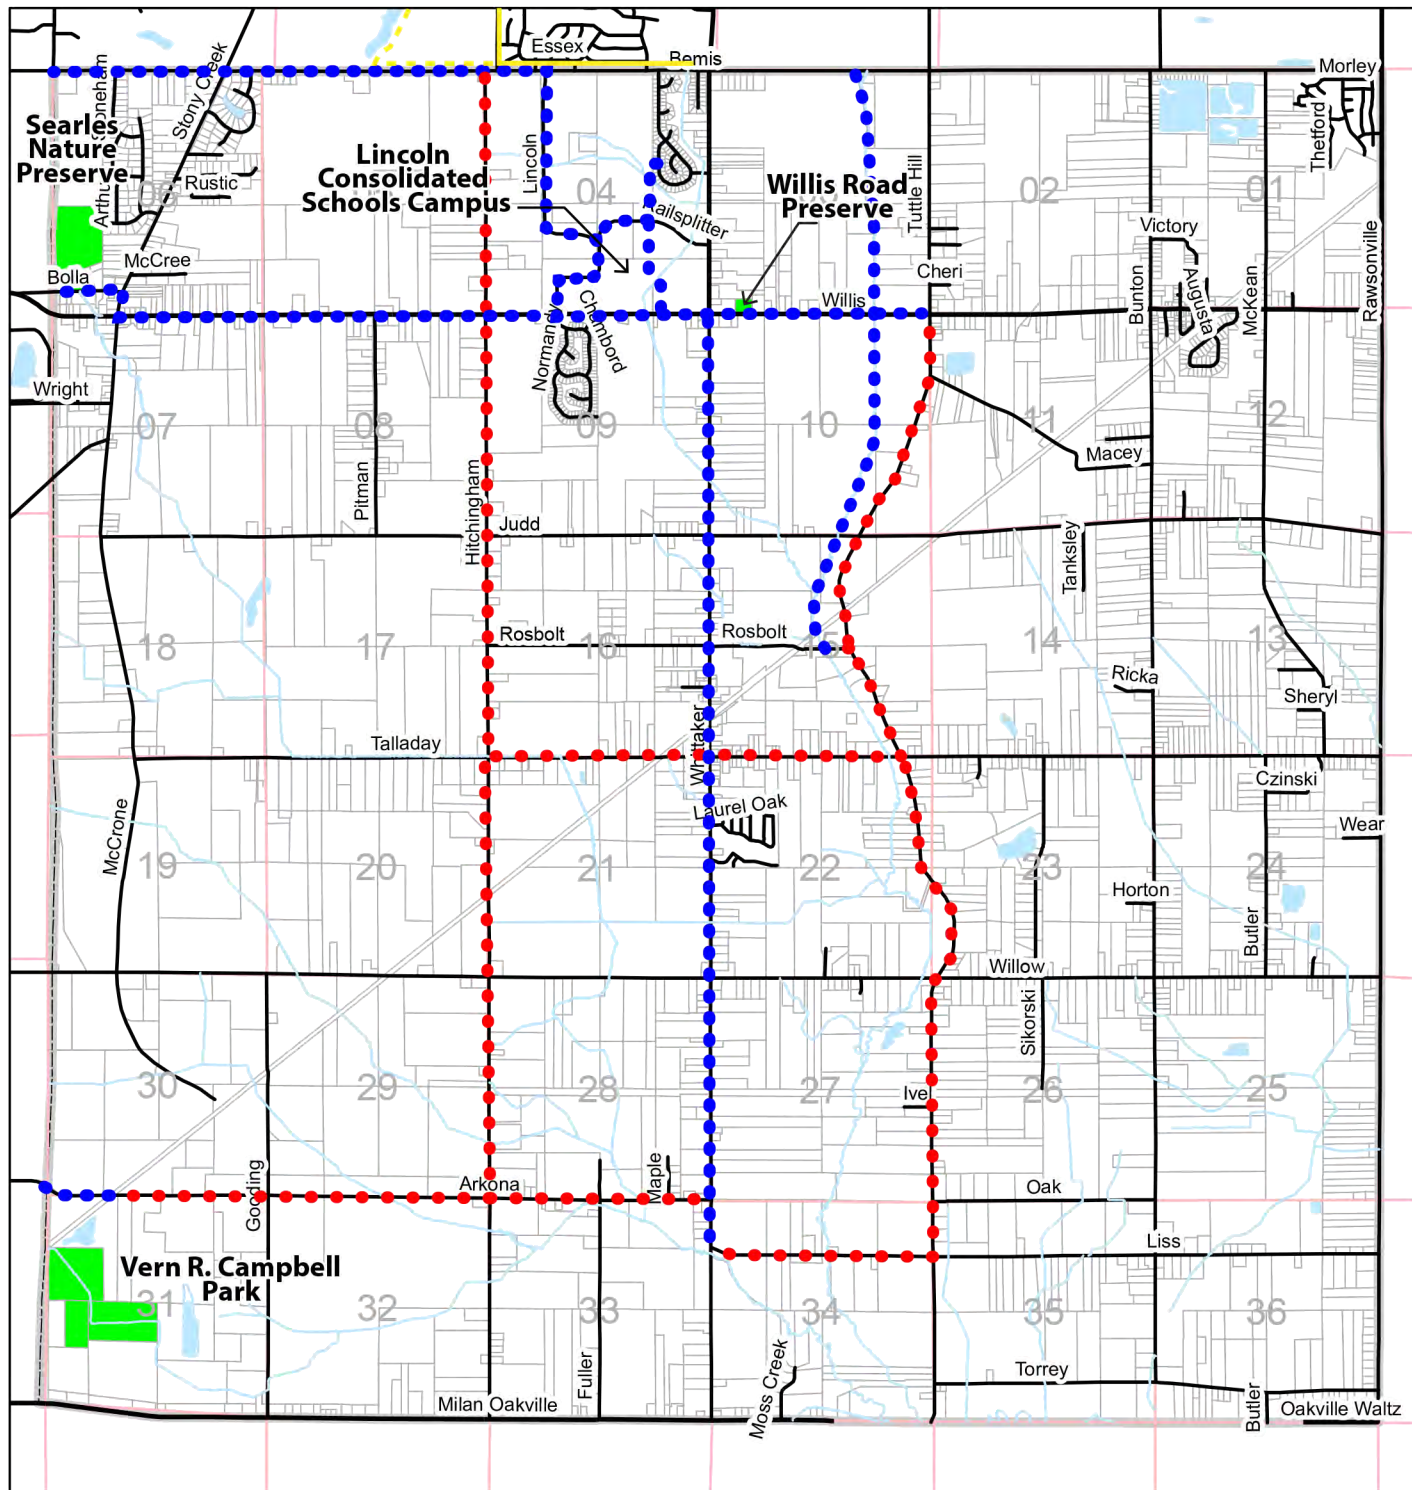 Essex
Bemis
Morley
Stoneham
Stony Creek
Searles
Nature
Preserve
Lincoln
Consolidated
Schools Campus
Lincoln
Thetford
Rustic
04
Willis Road
Preserve
Tuttle Hill
02
01
Railsplitter
Victory
Rawsonville
McCree
Bolla
Cheri
Bunton
Augusta
McKean
Willis
Normandy
Chambord
Wright
07
08
09
10
11
12
Macey
Pitman
Hitchingham
Judd
Tanksley
Rosbolt
Rosbolt
18
17
16
15
14
13
Ricka
Sheryl
Talladay
Whittaker
Czinski
Laurel Oak
Wear
McCrone
19
20
21
22
23
24
Horton
Butler
Willow
Sikorski
30
29
28
27
26
25
Ivel
Gooding
Arkona
Maple
Oak
Liss
Vern R. Campbell
Park
31
32
33
34
35
36
Fuller
Moss Creek
Torrey
Milan Oakville
Butler
Oakville Waltz